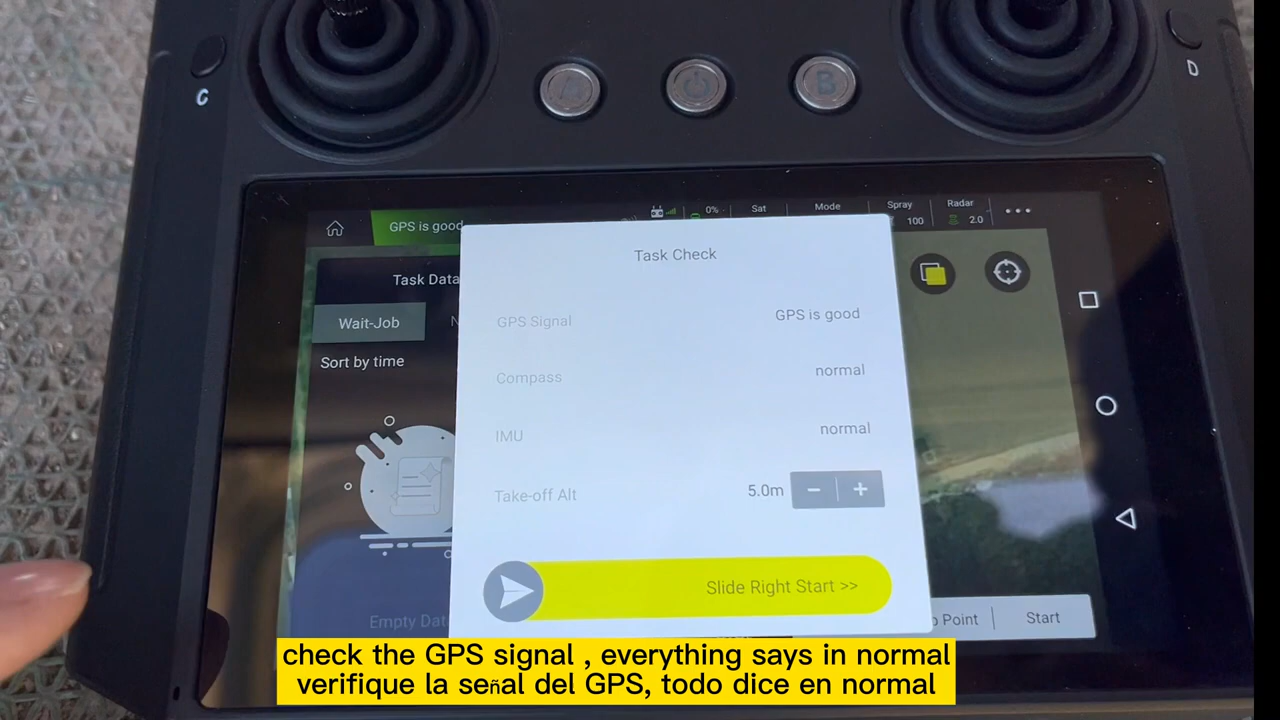 C
B
D
GPS is good
0%
Sat
Mode
Spray
100
Radar
2.0
Task Check
Task Data
GPS Signal
GPS is good
Wait-Job
N
Sort by time
Compass
normal
IMU
normal
Take-off Alt
5.0m
− +
Slide Right Start >>
Empty Dat
Point
Start
check the GPS signal , everything says in normal
verifique la señal del GPS, todo dice en normal